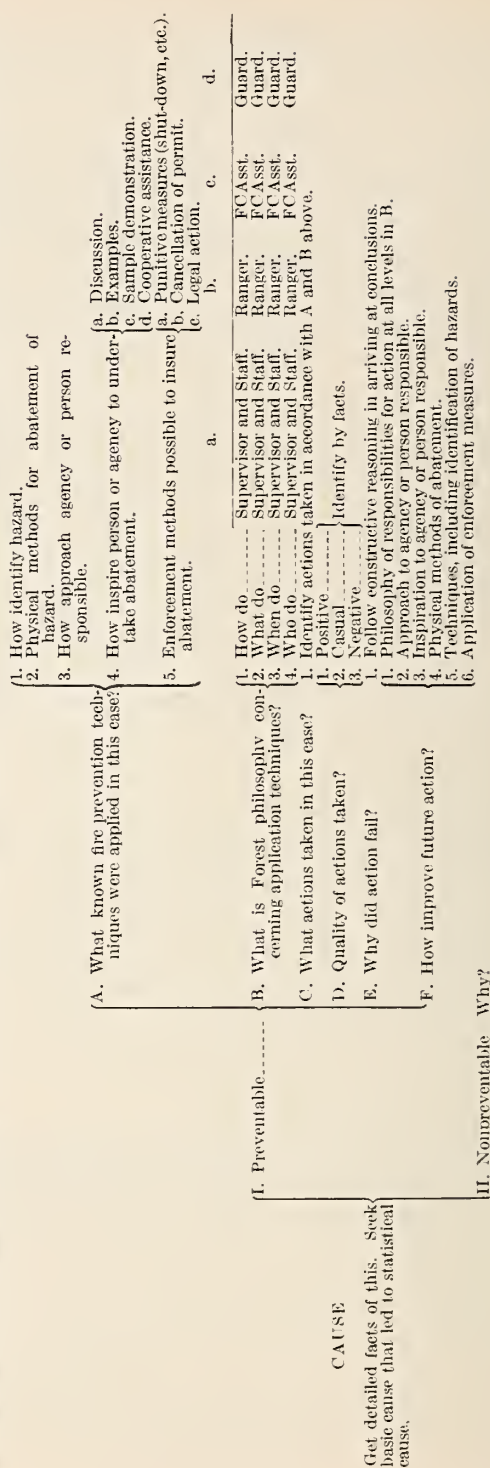 CAUSE
Get detailed facts of this. Seek
basic cause that led to statistical
cause.
I. Preventable
A. What known fire prevention tech-
niques were applied in this case?
1. How identify hazard.
2. Physical methods for abatement of
hazard.
3. How approach agency or person re-
sponsible.
4. How inspire person or agency to under-
take abatement.
a. Discussion.
b. Examples.
c. Sample demonstration.
d. Cooperative assistance.
5. Enforcement methods possible to insure
abatement.
a. Punitive measures (shut-down, etc.).
b. Cancellation of permit.
c. Legal action.
B. What is Forest philosophy con-
cerning application techniques?
a. b. c. d.
1. How do Supervisor and Staff. Ranger. FCAsst. Guard.
2. What do Supervisor and Staff. Ranger. FCAsst. Guard.
3. When do Supervisor and Staff. Ranger. FCAsst. Guard.
4. Who do Supervisor and Staff. Ranger. FCAsst. Guard.
C. What actions taken in this case?
1. Identify actions taken in accordance with A and B above.
D. Quality of actions taken?
1. Positive
2. Casual
3. Negative
Identify by facts.
E. Why did action fail?
1. Follow constructive reasoning in arriving at conclusions.
F. How improve future action?
1. Philosophy of responsibilities for action at all levels in B.
2. Approach to agency or person responsible.
3. Inspiration to agency or person responsible.
4. Physical methods of abatement.
5. Techniques, including identification of hazards.
6. Application of enforcement measures.
II. Nonpreventable Why?